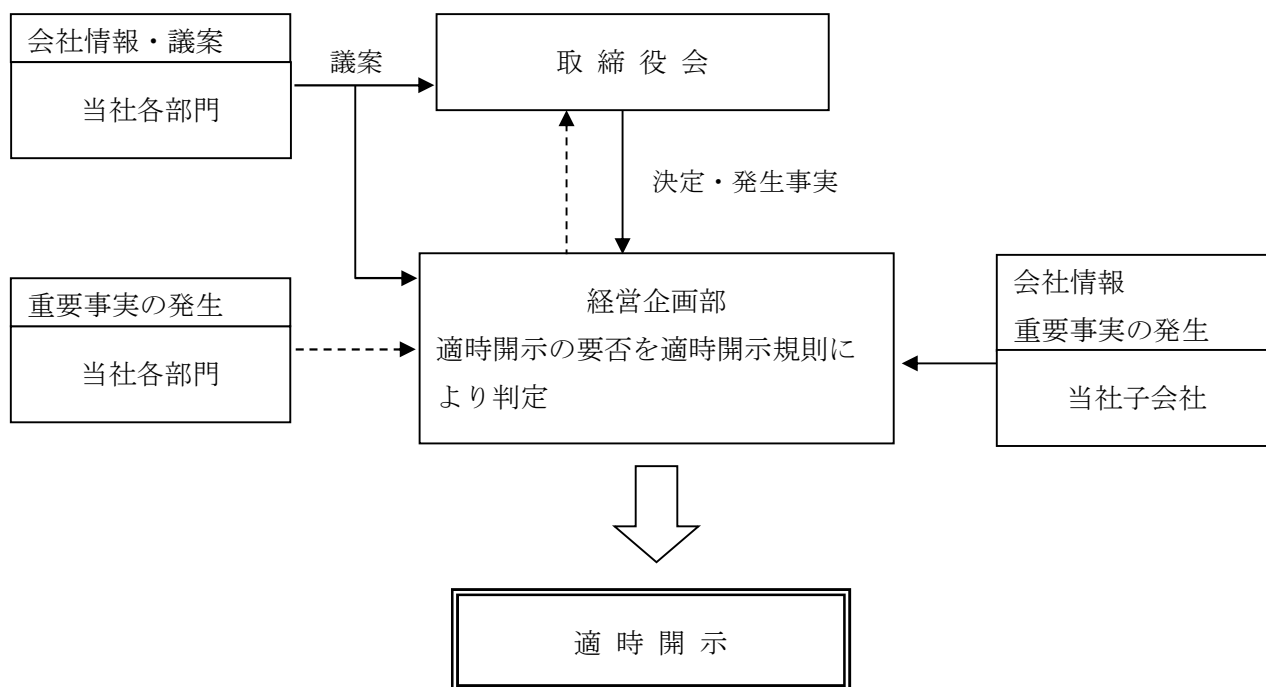 会社情報・議案
当社各部門
議案
取締役会
決定・発生事実
重要事実の発生
当社各部門
経営企画部
適時開示の要否を適時開示規則に
より判定
会社情報
重要事実の発生
当社子会社
適時開示